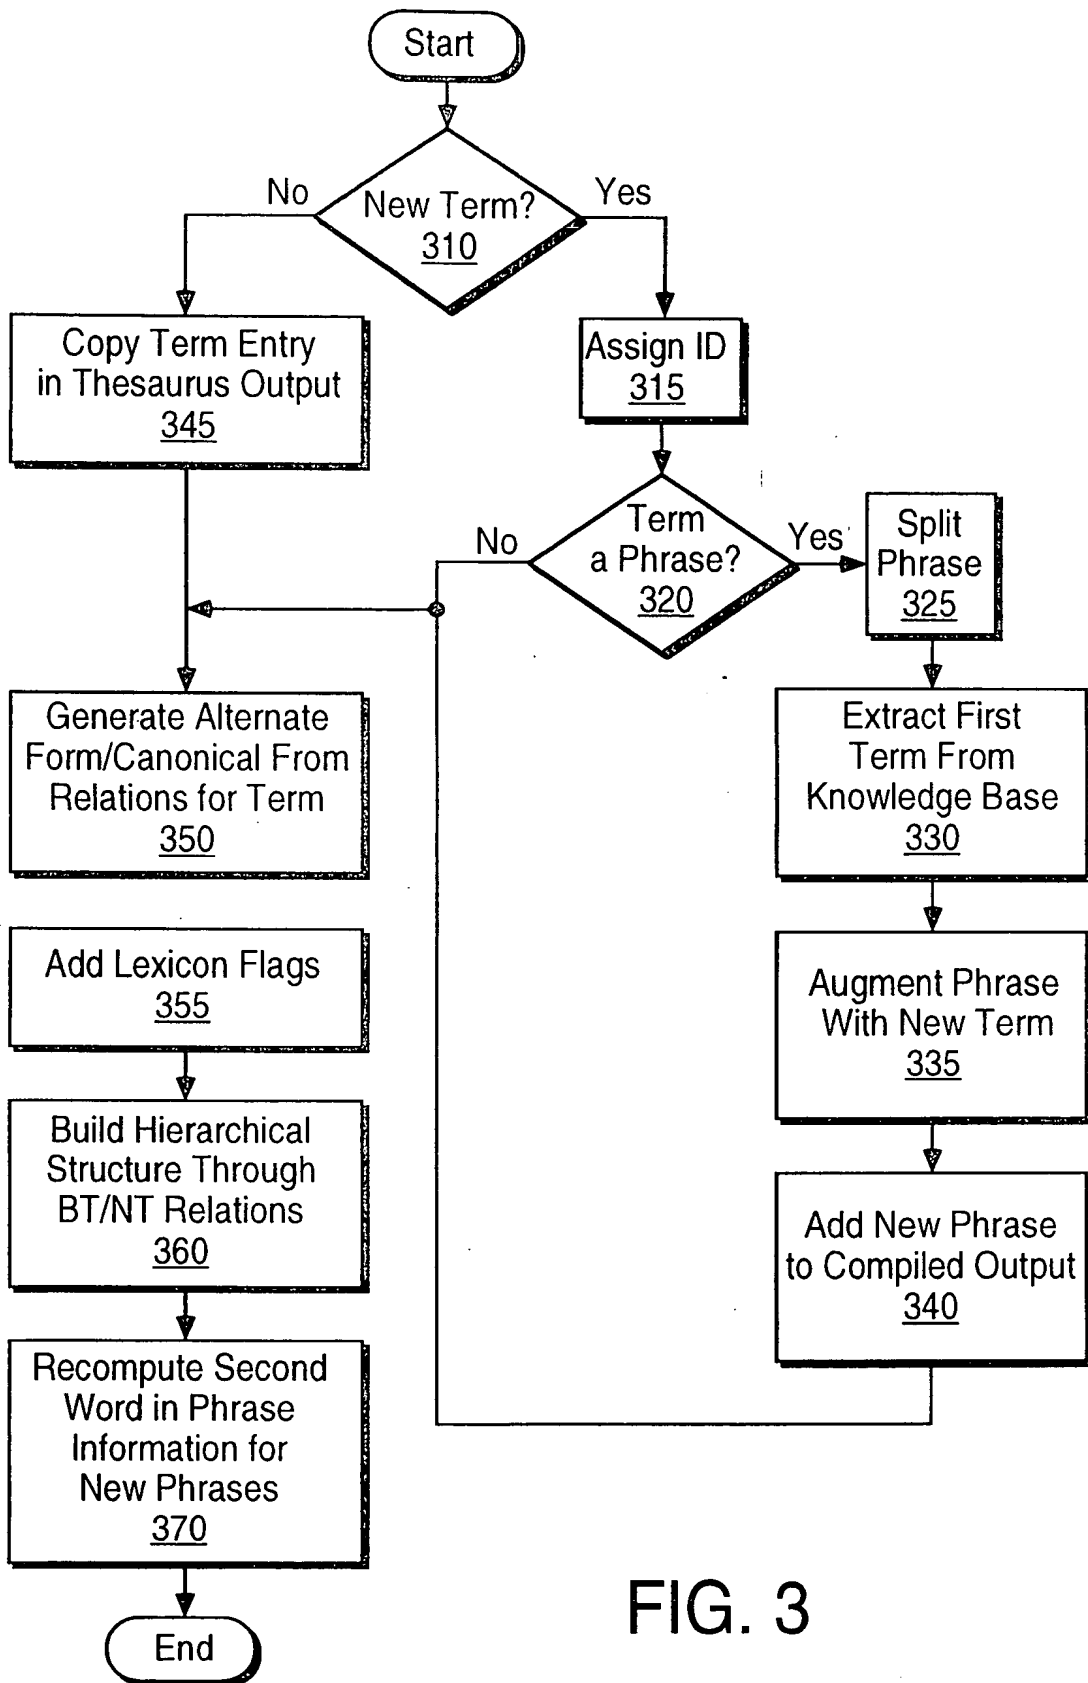 Start
No
New Term?
310
Yes
Copy Term Entry
in Thesaurus Output
345
Assign ID
315
No
Term
a Phrase?
320
Yes
Split
Phrase
325
Generate Alternate
Form/Canonical From
Relations for Term
350
Extract First
Term From
Knowledge Base
330
Add Lexicon Flags
355
Augment Phrase
With New Term
335
Build Hierarchical
Structure Through
BT/NT Relations
360
Add New Phrase
to Compiled Output
340
Recompute Second
Word in Phrase
Information for
New Phrases
370
End
FIG. 3